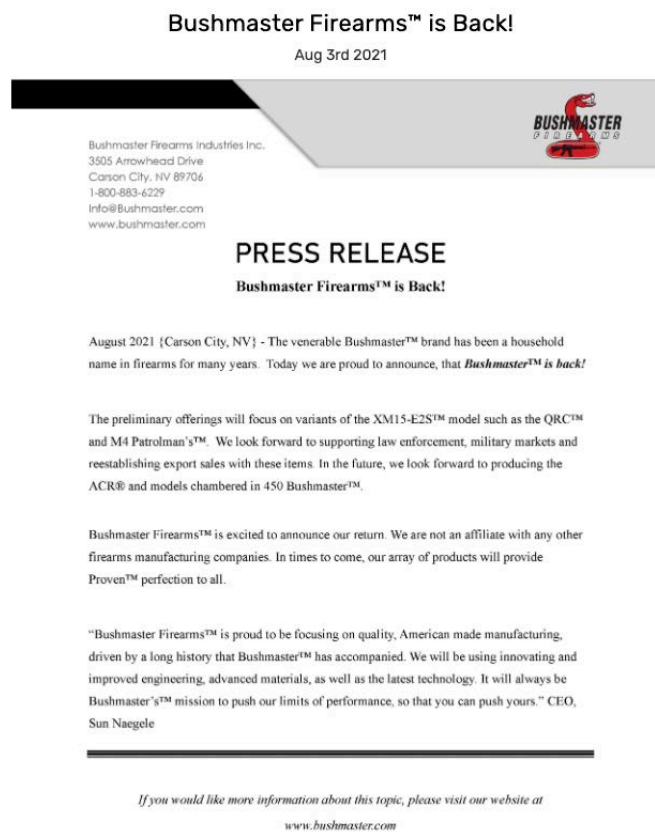 Bushmaster Firearms™ is Back!
Aug 3rd 2021
BUSHMASTER
FIREARMS
Bushmaster Firearms Industries Inc.
3505 Arrowhead Drive
Carson City, NV 89706
1-800-883-6229
Info@Bushmaster.com
www.bushmaster.com
PRESS RELEASE
Bushmaster Firearms™ is Back!
August 2021 {Carson City, NV} - The venerable Bushmaster™ brand has been a household
name in firearms for many years. Today we are proud to announce, that Bushmaster™ is back!
The preliminary offerings will focus on variants of the XM15-E2S™ model such as the QRC™
and M4 Patrolman's™. We look forward to supporting law enforcement, military markets and
reestablishing export sales with these items. In the future, we look forward to producing the
ACR® and models chambered in 450 Bushmaster™.
Bushmaster Firearms™ is excited to announce our return. We are not an affiliate with any other
firearms manufacturing companies. In times to come, our array of products will provide
Proven™ perfection to all.
“Bushmaster Firearms™ is proud to be focusing on quality, American made manufacturing,
driven by a long history that Bushmaster™ has accompanied. We will be using innovating and
improved engineering, advanced materials, as well as the latest technology. It will always be
Bushmaster's™ mission to push our limits of performance, so that you can push yours.” CEO,
Sun Naegele
If you would like more information about this topic, please visit our website at
www.bushmaster.com